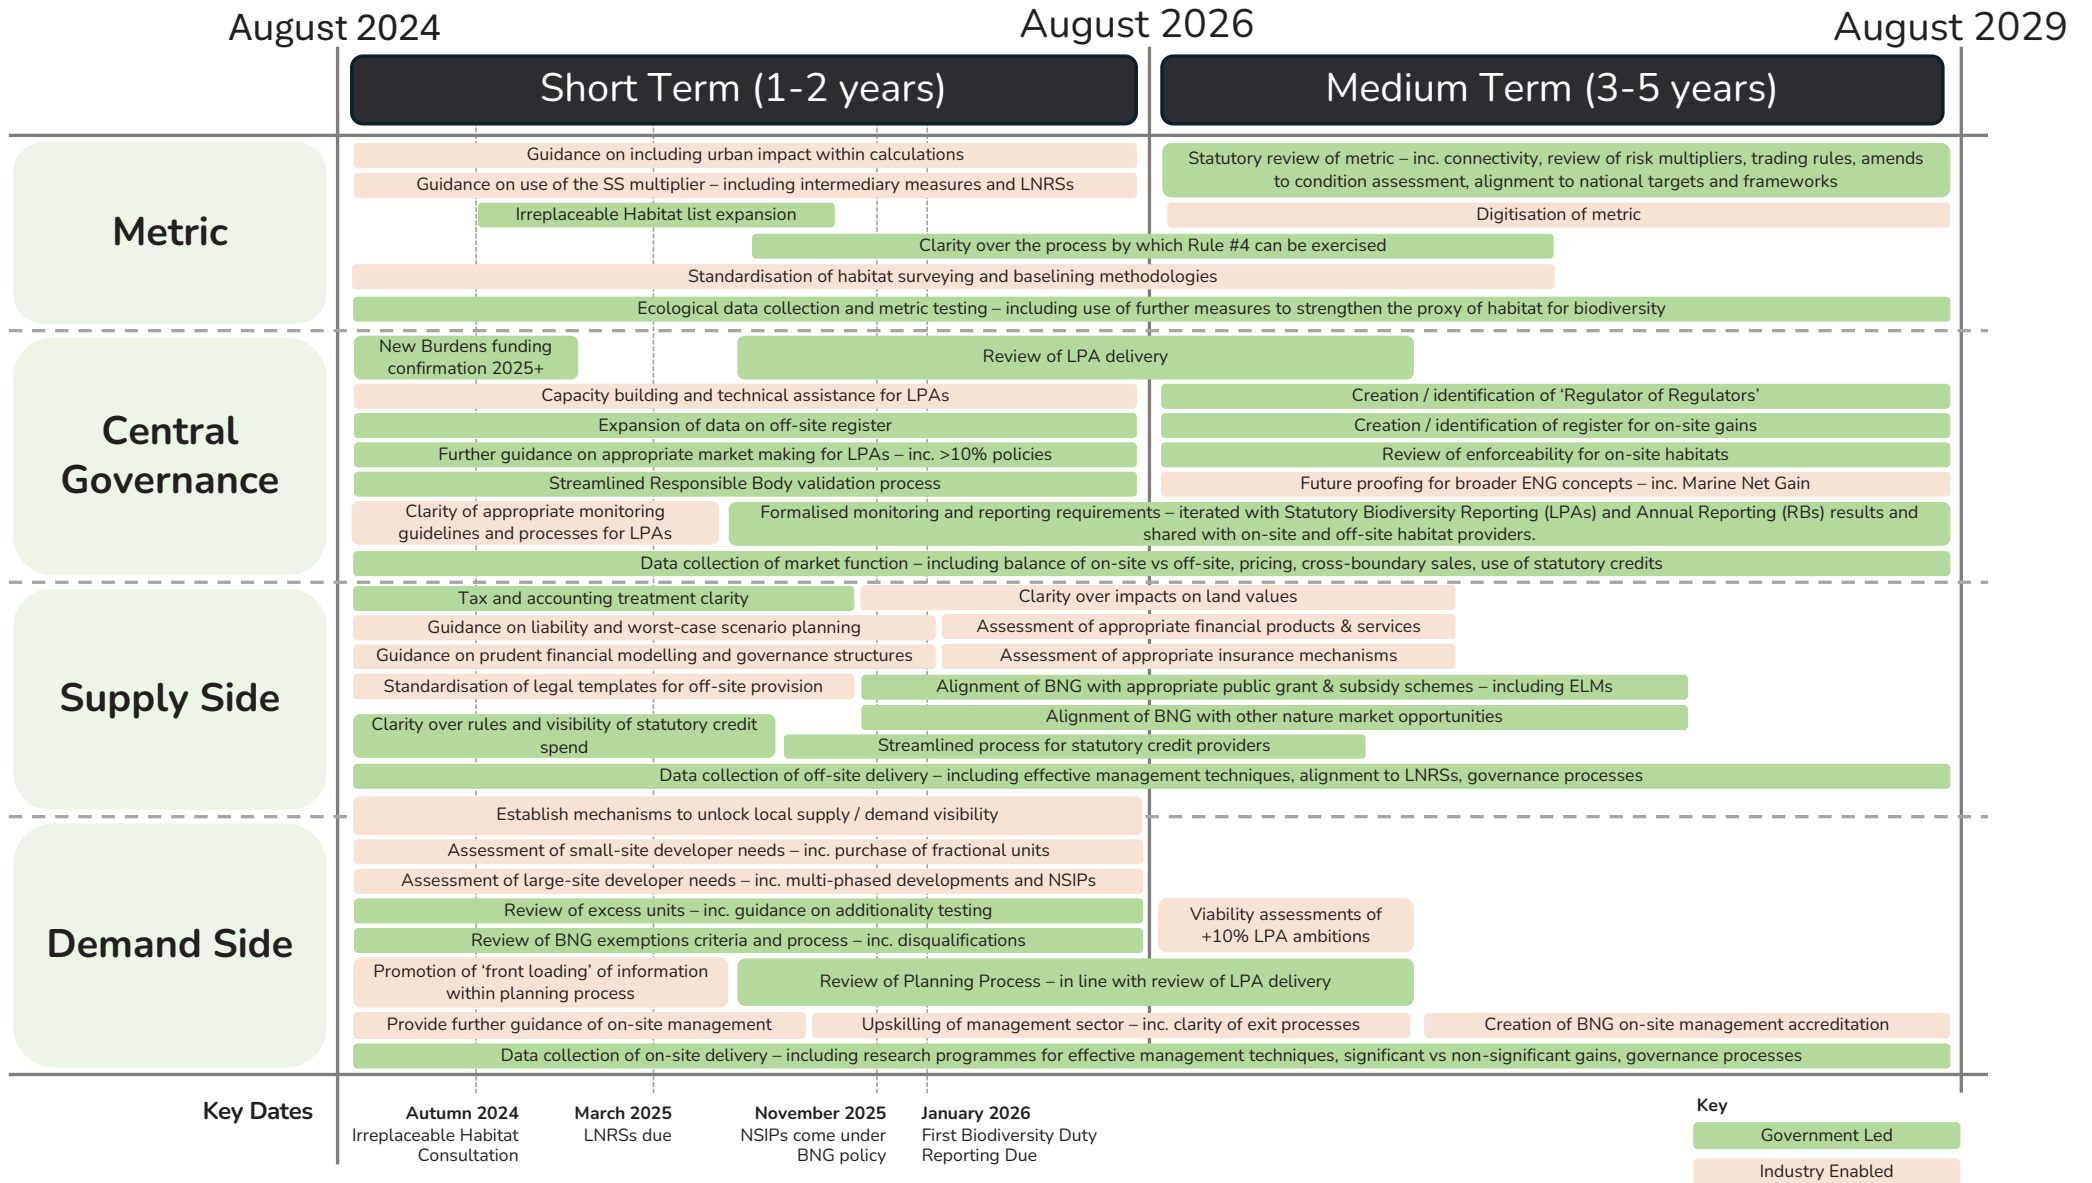 August 2024
August 2026
August 2029
Short Term (1-2 years)
Medium Term (3-5 years)
Metric
Guidance on including urban impact within calculations
Guidance on use of the SS multiplier – including intermediary measures and LNRSs
Irreplaceable Habitat list expansion
Clarity over the process by which Rule #4 can be exercised
Standardisation of habitat surveying and baselining methodologies
Ecological data collection and metric testing – including use of further measures to strengthen the proxy of habitat for biodiversity
Statutory review of metric – inc. connectivity, review of risk multipliers, trading rules, amends
to condition assessment, alignment to national targets and frameworks
Digitisation of metric
Central
Governance
New Burdens funding
confirmation 2025+
Review of LPA delivery
Capacity building and technical assistance for LPAs
Expansion of data on off-site register
Further guidance on appropriate market making for LPAs – inc. >10% policies
Streamlined Responsible Body validation process
Creation / identification of ‘Regulator of Regulators’
Creation / identification of register for on-site gains
Review of enforceability for on-site habitats
Future proofing for broader ENG concepts – inc. Marine Net Gain
Clarity of appropriate monitoring
guidelines and processes for LPAs
Formalised monitoring and reporting requirements – iterated with Statutory Biodiversity Reporting (LPAs) and Annual Reporting (RBs) results and
shared with on-site and off-site habitat providers.
Data collection of market function – including balance of on-site vs off-site, pricing, cross-boundary sales, use of statutory credits
Supply Side
Tax and accounting treatment clarity
Clarity over impacts on land values
Guidance on liability and worst-case scenario planning
Assessment of appropriate financial products & services
Guidance on prudent financial modelling and governance structures
Assessment of appropriate insurance mechanisms
Standardisation of legal templates for off-site provision
Alignment of BNG with appropriate public grant & subsidy schemes – including ELMs
Alignment of BNG with other nature market opportunities
Clarity over rules and visibility of statutory credit
spend
Streamlined process for statutory credit providers
Data collection of off-site delivery – including effective management techniques, alignment to LNRSs, governance processes
Establish mechanisms to unlock local supply / demand visibility
Demand Side
Assessment of small-site developer needs – inc. purchase of fractional units
Assessment of large-site developer needs – inc. multi-phased developments and NSIPs
Review of excess units – inc. guidance on additionality testing
Review of BNG exemptions criteria and process – inc. disqualifications
Viability assessments of
+10% LPA ambitions
Promotion of ‘front loading’ of information
within planning process
Review of Planning Process – in line with review of LPA delivery
Provide further guidance of on-site management
Upskilling of management sector – inc. clarity of exit processes
Creation of BNG on-site management accreditation
Data collection of on-site delivery – including research programmes for effective management techniques, significant vs non-significant gains, governance processes
Key Dates
Autumn 2024
Irreplaceable Habitat
Consultation
March 2025
LNRSs due
November 2025
NSIPs come under
BNG policy
January 2026
First Biodiversity Duty
Reporting Due
Key
Government Led
Industry Enabled